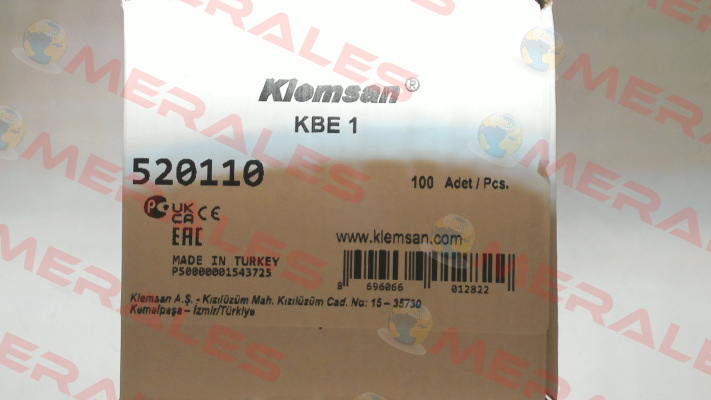 Klemsan®
KBE 1
520110
100 Adet / Pcs.
UK
CA CE
EAC
www.klemsan.com
MADE IN TURKEY
PS0000001543725
8 696066 012822
Klemsan A.Ş. - Kızılüzüm Mah. Kızılüzüm Cad. No: 15 – 35730
Kemalpaşa – İzmir/Türkiye
MERALES
MERALES
MERALES
MERALES
MERALES